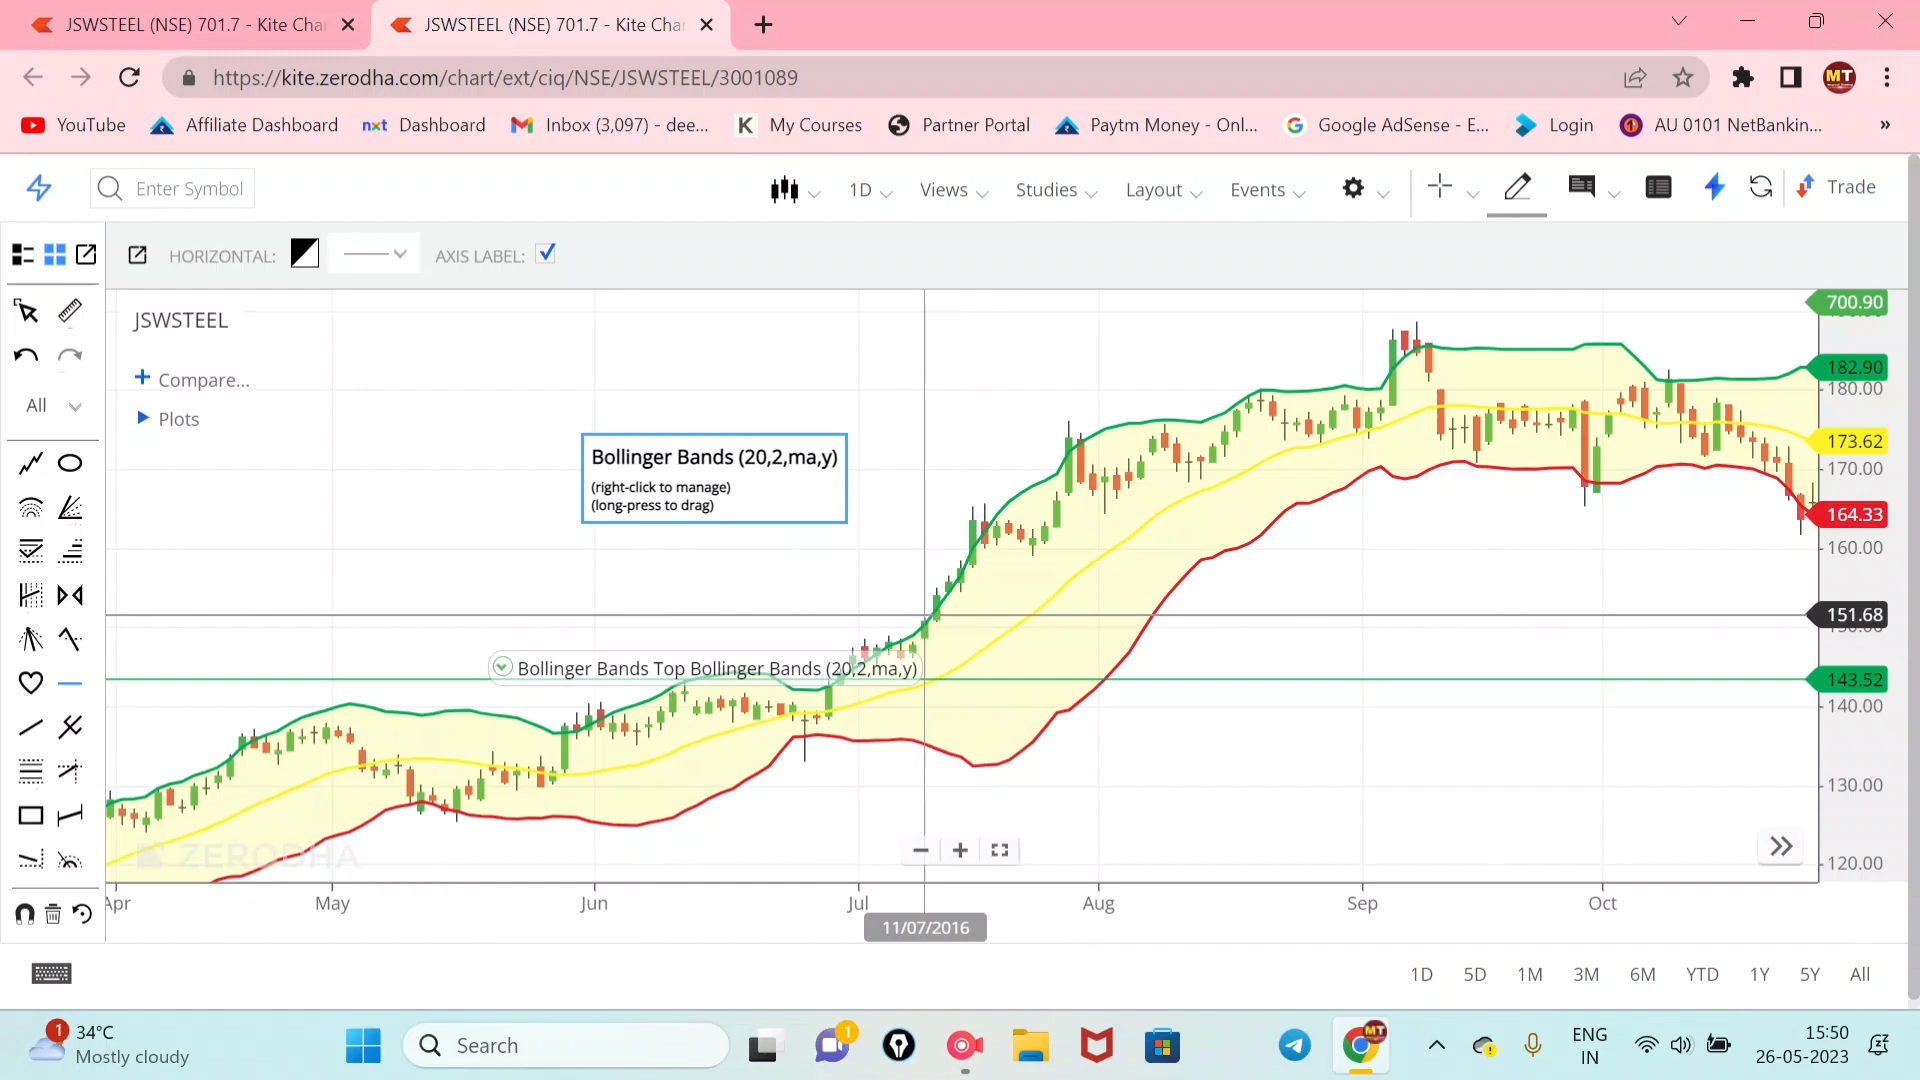 JSWSTEEL (NSE) 701.7 - Kite Char
JSWSTEEL (NSE) 701.7 - Kite Char
https://kite.zerodha.com/chart/ext/ciq/NSE/JSWSTEEL/3001089
MT
YouTube
Affiliate Dashboard
nxt Dashboard
Inbox (3,097) - dee...
K My Courses
Partner Portal
Paytm Money - Onl...
G Google AdSense - E...
Login
AU 0101 NetBankin...
»
Enter Symbol
1D
Views
Studies
Layout
Events
Trade
HORIZONTAL:
AXIS LABEL:
All
JSWSTEEL
+ Compare...
Plots
Bollinger Bands (20,2,ma,y)
(right-click to manage)
(long-press to drag)
Bollinger Bands Top Bollinger Bands (20,2,ma,y)
ZERODHA
700.90
182.90
180.00
173.62
170.00
164.33
160.00
151.68
143.52
140.00
130.00
120.00
Apr
May
Jun
Jul
Aug
Sep
Oct
11/07/2016
1D
5D
1M
3M
6M
YTD
1Y
5Y
All
1
34°C
Mostly cloudy
Search
1
MT
ENG
IN
15:50
26-05-2023